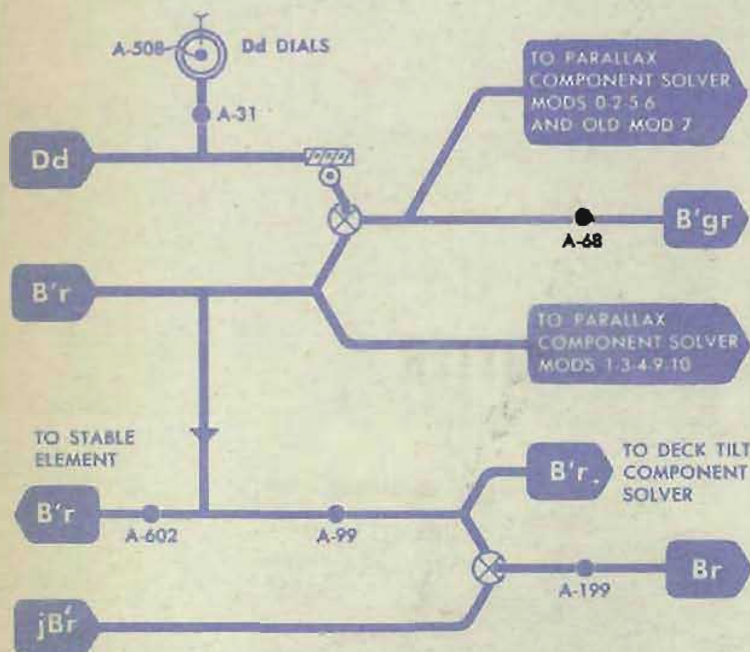 A-508
Dd DIALS
A-31
TO PARALLAX
COMPONENT SOLVER
MODS 0-2-5-6
AND OLD MOD 7
Dd
B'gr
A-68
B'r
TO PARALLAX
COMPONENT SOLVER
MODS 1-3-4-9-10
TO STABLE
ELEMENT
B'r
TO DECK TILT
COMPONENT
SOLVER
B'r
A-602
A-99
A-199
Br
jB'r